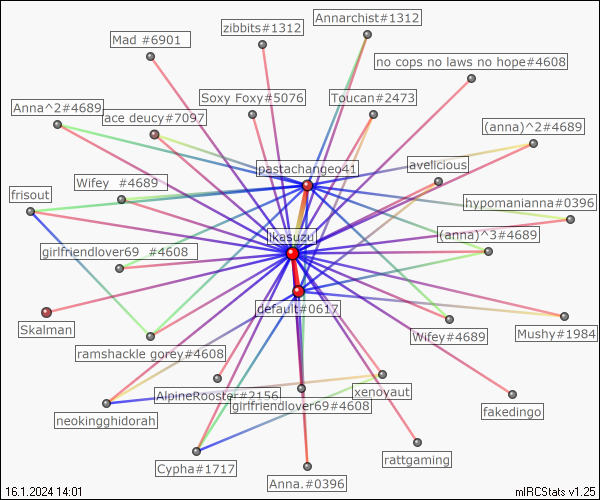 Annarchist#1312
zibbits#1312
Mad #6901
no cops no laws no hope#4608
Soxy Foxy#5076
Toucan#2473
Anna^2#4689
ace deucy#7097
(anna)^2#4689
pastachangeo41
avelicious
Wifey  #4689
frisout
hypomanianna#0396
ikasuzu
(anna)^3#4689
girlfriendlover69  #4608
default#0617
Skalman
Mushy#1984
Wifey#4689
ramshackle gorey#4608
AlpineRooster#2156
xenoyaut
girlfriendlover69#4608
fakedingo
neokingghidorah
rattgaming
Cypha#1717
Anna.#0396
16.1.2024 14:01
mIRCStats v1.25